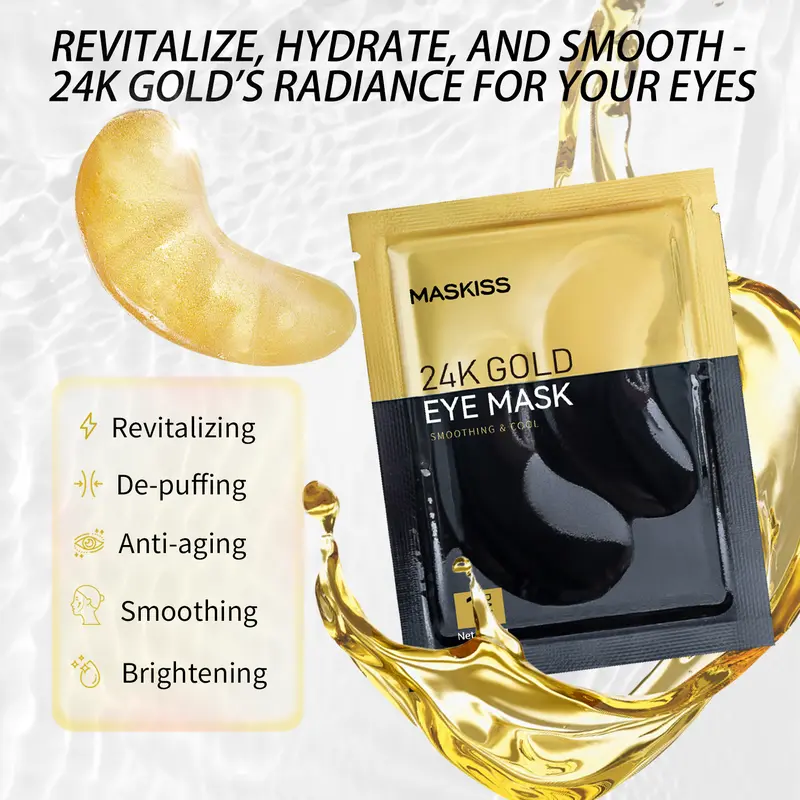 REVITALIZE, HYDRATE, AND SMOOTH -
24K GOLD'S RADIANCE FOR YOUR EYES
MASKISS
24K GOLD
EYE MASK
SMOOTHING & COOL
Revitalizing
De-puffing
Anti-aging
Smoothing
Brightening
Net